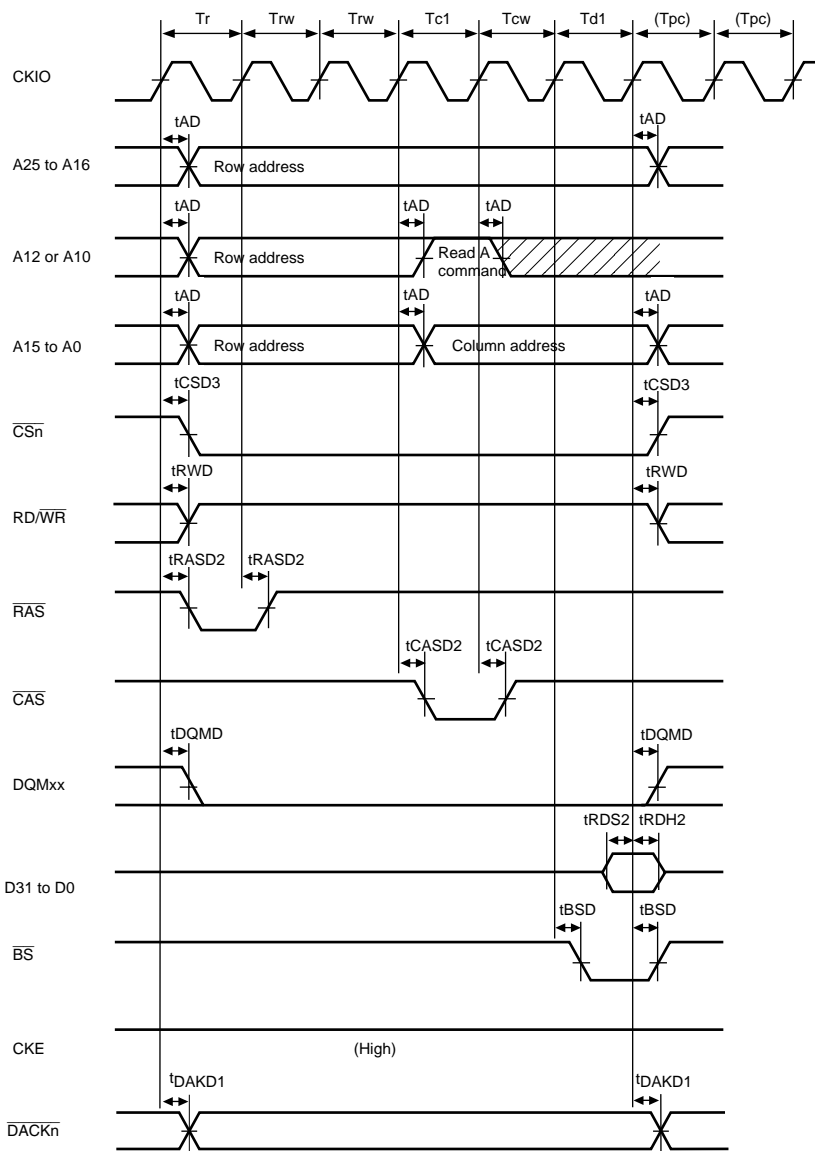 Tr Trw Trw Tc1 Tcw Td1 (Tpc) (Tpc)
CKIO
tAD tAD
A25 to A16 Row address
tAD tAD tAD
A12 or A10 Row address Read A
command
tAD tAD tAD
A15 to A0 Row address Column address
tCSD3 tCSD3
CSn
tRWD tRWD
RD/WR
tRASD2 tRASD2
RAS
tCASD2 tCASD2
CAS
tDQMD tDQMD
DQMxx
tRDS2 tRDH2
D31 to D0
tBSD tBSD
BS
CKE (High)
tDAKD1 tDAKD1
DACKn